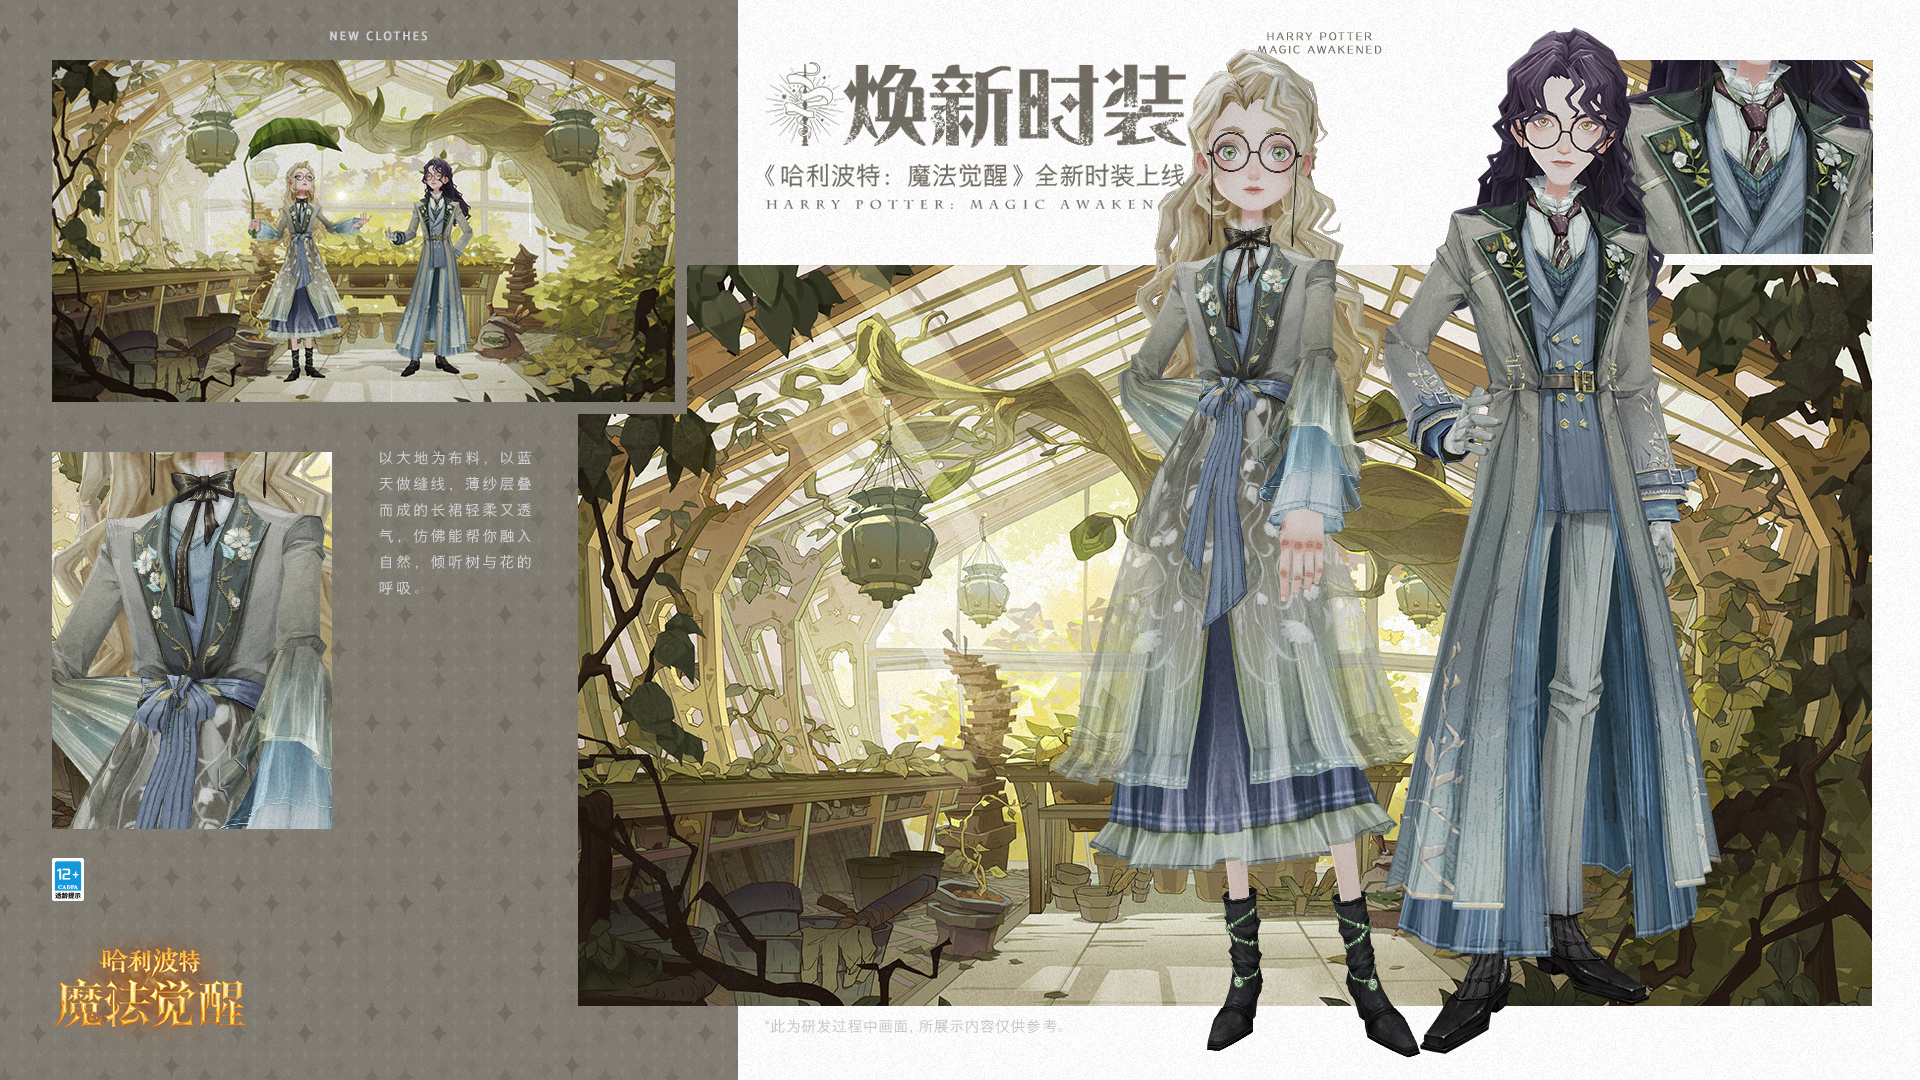 NEW CLOTHES
HARRY POTTER
MAGIC AWAKENED
焕新时装
《哈利波特：魔法觉醒》全新时装上线
HARRY POTTER: MAGIC AWAKEN
以大地为布料，以蓝
天做缝线，薄纱层叠
而成的长裙轻柔又透
气，仿佛能帮你融入
自然，倾听树与花的
呼吸。
12+
CADPA
适龄提示
哈利波特
魔法觉醒
*此为研发过程中画面，所展示内容仅供参考。